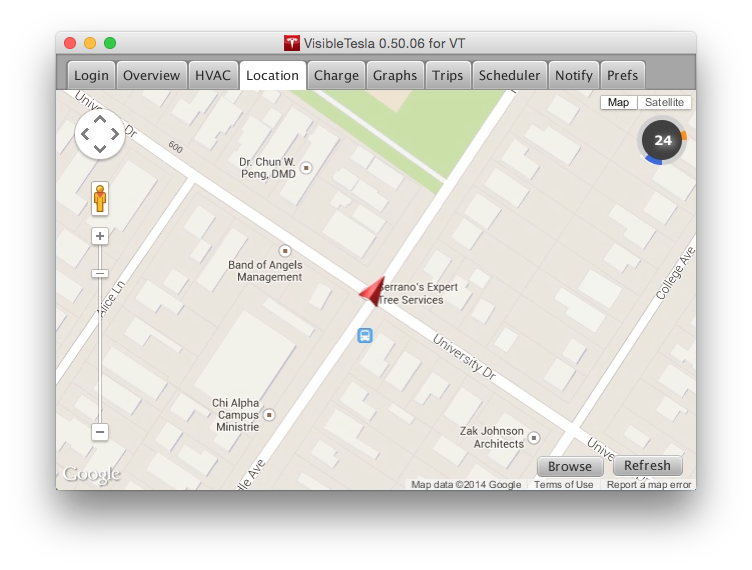 VisibleTesla 0.50.06 for VT
Login Overview HVAC Location Charge Graphs Trips Scheduler Notify Prefs
Map Satellite
University Dr
24
600
Dr. Chun W.
Peng, DMD
Band of Angels
Management
Serrano's Expert
Tree Services
College Ave
Alice Ln
University Dr
Chi Alpha
Campus
Ministrie
Zak Johnson
Architects
dle Ave
Browse Refresh
Google
Map data ©2014 Google Terms of Use Report a map error